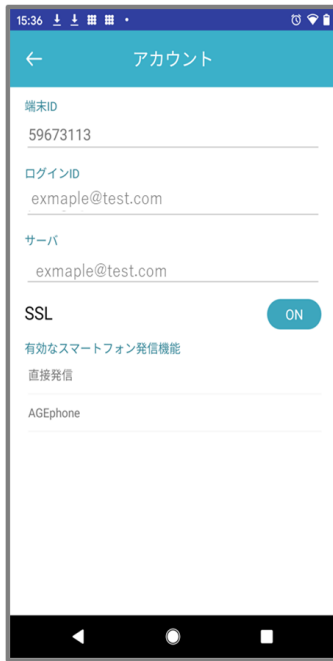 15:36
アカウント
端末ID
59673113
ログインID
exmaple@test.com
サーバ
exmaple@test.com
SSL
ON
有効なスマートフォン発信機能
直接発信
AGEphone